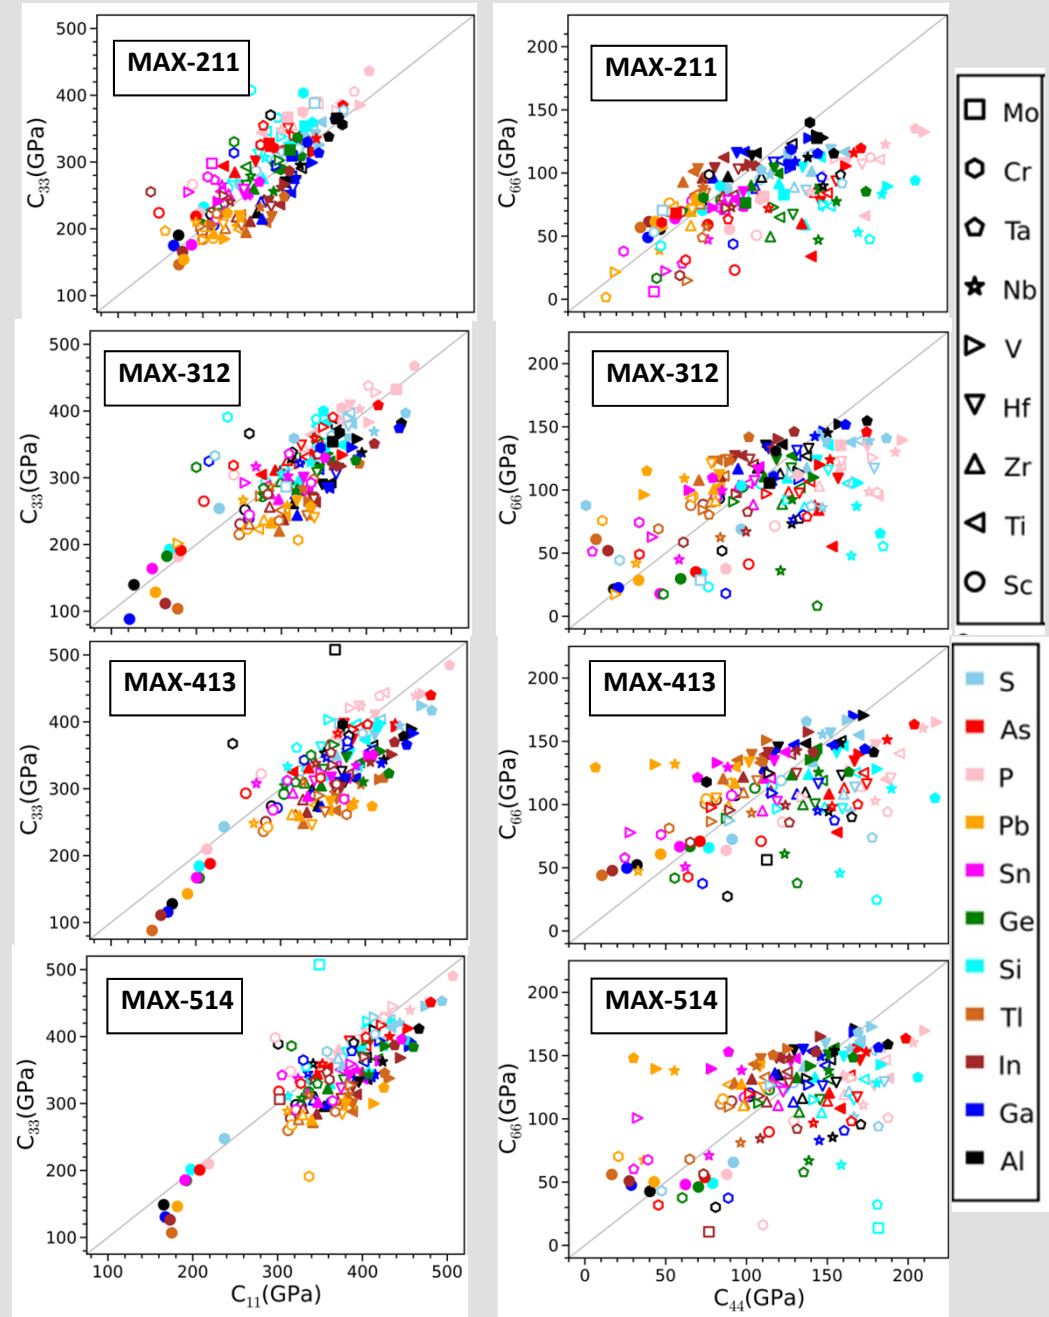 MAX-211
C33(GPa)
500
400
300
200
100
MAX-211
C66(GPa)
200
150
100
50
0
Mo
Cr
Ta
Nb
V
Hf
Zr
Ti
Sc
MAX-312
C33(GPa)
500
400
300
200
100
MAX-312
C66(GPa)
200
150
100
50
0
MAX-413
C33(GPa)
500
400
300
200
100
MAX-413
C66(GPa)
200
150
100
50
0
S
As
P
Pb
Sn
Ge
Si
Tl
In
Ga
Al
MAX-514
C33(GPa)
500
400
300
200
100
100 200 300 400 500
C11(GPa)
MAX-514
C66(GPa)
200
150
100
50
0
0 50 100 150 200
C44(GPa)